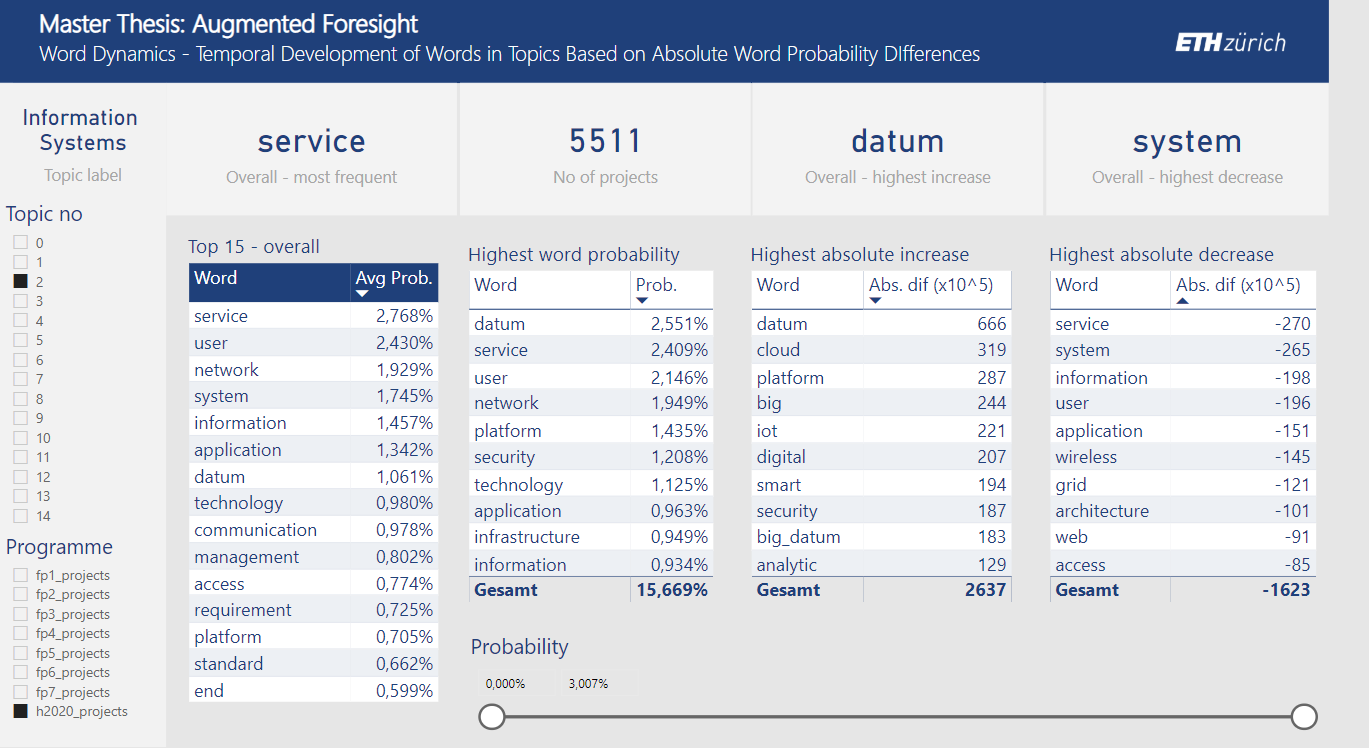 Master Thesis: Augmented Foresight
Word Dynamics - Temporal Development of Words in Topics Based on Absolute Word Probability DIfferences
ETH zürich
Information
Systems
Topic label
service
Overall - most frequent
5511
No of projects
datum
Overall - highest increase
system
Overall - highest decrease
Topic no
0
1
2
3
4
5
6
7
8
9
10
11
12
13
14
Programme
fp1_projects
fp2_projects
fp3_projects
fp4_projects
fp5_projects
fp6_projects
fp7_projects
h2020_projects
Top 15 - overall
Word Avg Prob.
service 2,768%
user 2,430%
network 1,929%
system 1,745%
information 1,457%
application 1,342%
datum 1,061%
technology 0,980%
communication 0,978%
management 0,802%
access 0,774%
requirement 0,725%
platform 0,705%
standard 0,662%
end 0,599%
Highest word probability
Word Prob.
datum 2,551%
service 2,409%
user 2,146%
network 1,949%
platform 1,435%
security 1,208%
technology 1,125%
application 0,963%
infrastructure 0,949%
information 0,934%
Gesamt 15,669%
Highest absolute increase
Word Abs. dif (x10^5)
datum 666
cloud 319
platform 287
big 244
iot 221
digital 207
smart 194
security 187
big_datum 183
analytic 129
Gesamt 2637
Highest absolute decrease
Word Abs. dif (x10^5)
service -270
system -265
information -198
user -196
application -151
wireless -145
grid -121
architecture -101
web -91
access -85
Gesamt -1623
Probability
0,000% 3,007%